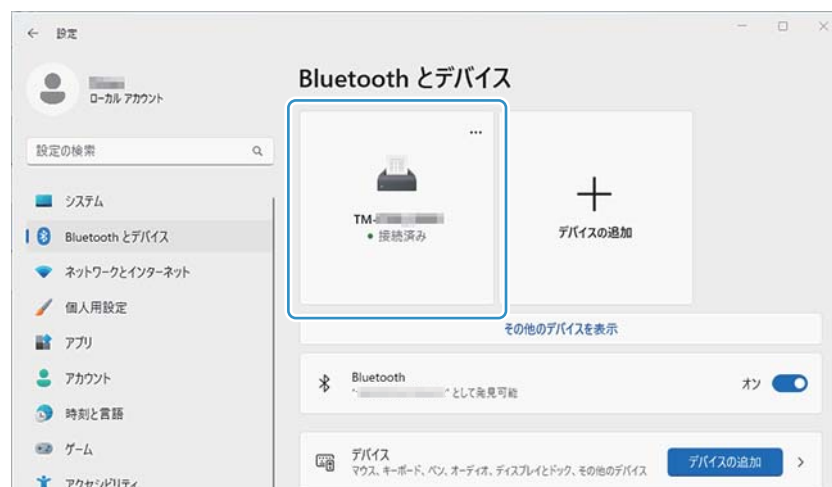 設定
ローカル アカウント
設定の検索
システム
Bluetooth とデバイス
ネットワークとインターネット
個人用設定
アプリ
アカウント
時刻と言語
ゲーム
アクセシビリティ
Bluetooth とデバイス
TM-
接続済み
デバイスの追加
その他のデバイスを表示
Bluetooth
" " として発見可能
オン
デバイス
マウス、キーボード、ペン、オーディオ、ディスプレイとドック、その他のデバイス
デバイスの追加